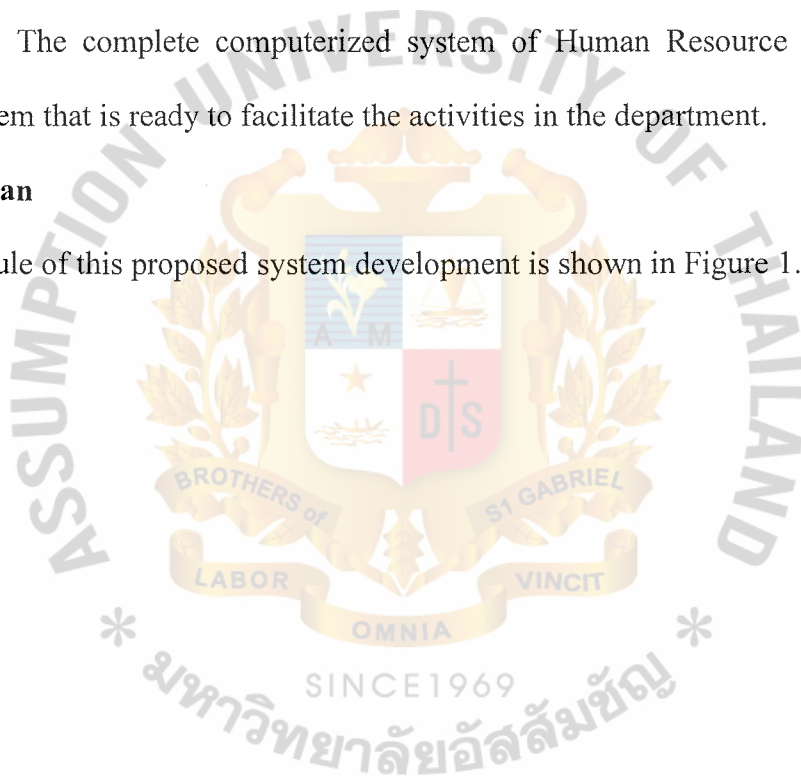 The complete computerized system of Human Resource
em that is ready to facilitate the activities in the department.
an
ule of this proposed system development is shown in Figure 1.
ASSUMPTION UNIVERSITY OF THAILAND
A M
D S
BROTHERS of ST GABRIEL
LABOR
VINCIT
OMNIA
SINCE 1969
* มหาวิทยาลัยอัสสัมชัญ *